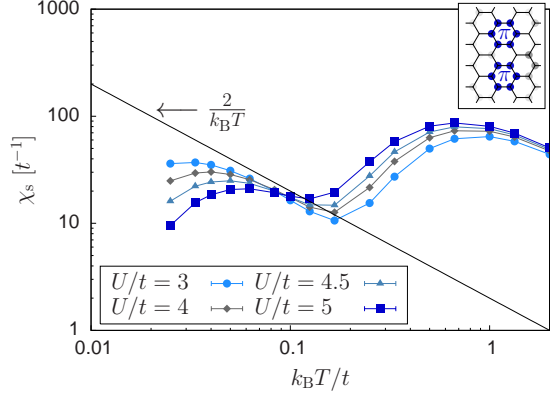 1000
100
10
1
χs [t⁻¹]
← 2/kBT
π
π
U/t = 3 U/t = 4.5
U/t = 4 U/t = 5
0.01 0.1 1
kBT/t